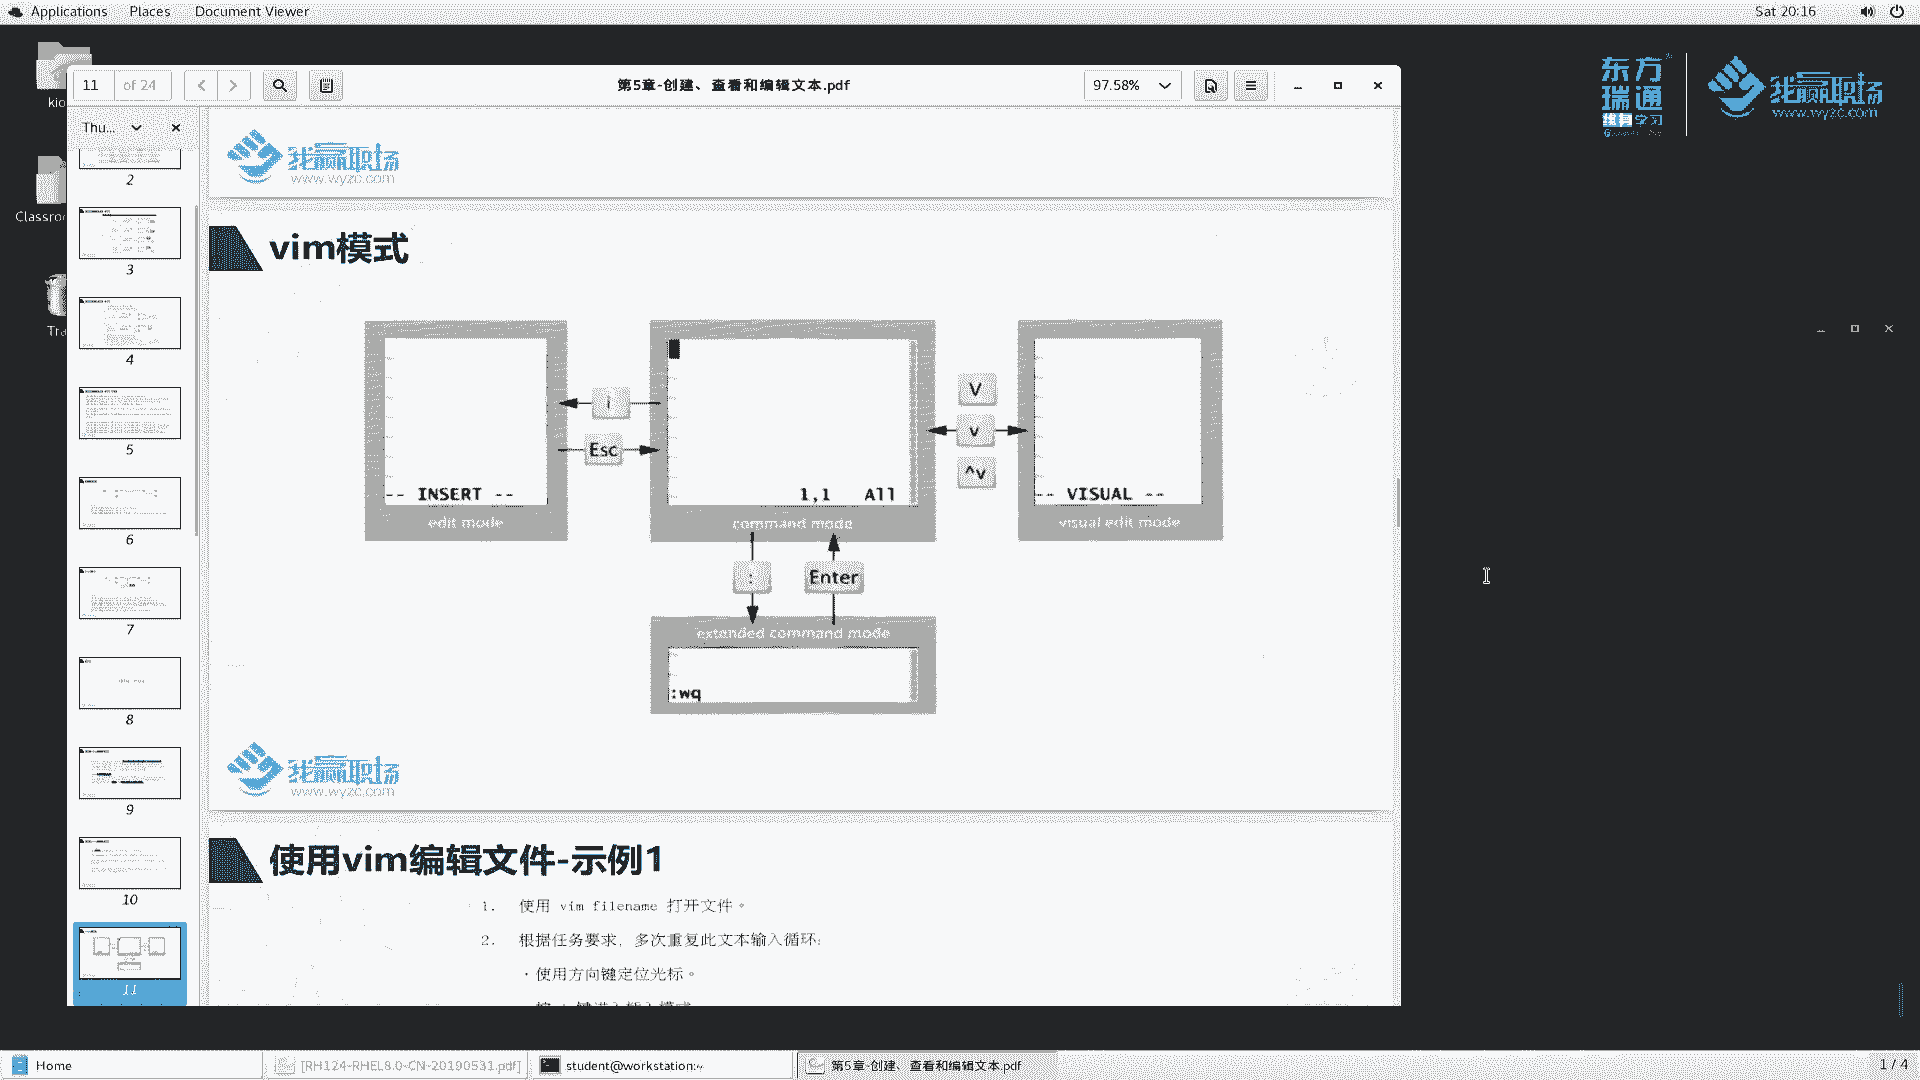 Applications Places Document Viewer
Sat 20:16
东方
瑞通
终身学习
我赢职场
www.wyzc.com
kio
Classroo
Tra
11 of 24
第5章-创建、查看和编辑文本.pdf
97.58%
Thu...
2
3
4
5
6
7
8
9
10
11
我赢职场
www.wyzc.com
vim模式
i
Esc
V
v
^v
-- INSERT --
1,1 All
-- VISUAL --
edit mode
command mode
visual edit mode
:
Enter
extended command mode
:wq
我赢职场
www.wyzc.com
使用vim编辑文件-示例1
1. 使用 vim filename 打开文件。
2. 根据任务要求，多次重复此文本输入循环：
·使用方向键定位光标。
Home
[RH124-RHEL8.0-CN-20190531.pdf]
student@workstation:~
第5章-创建、查看和编辑文本.pdf
1 / 4